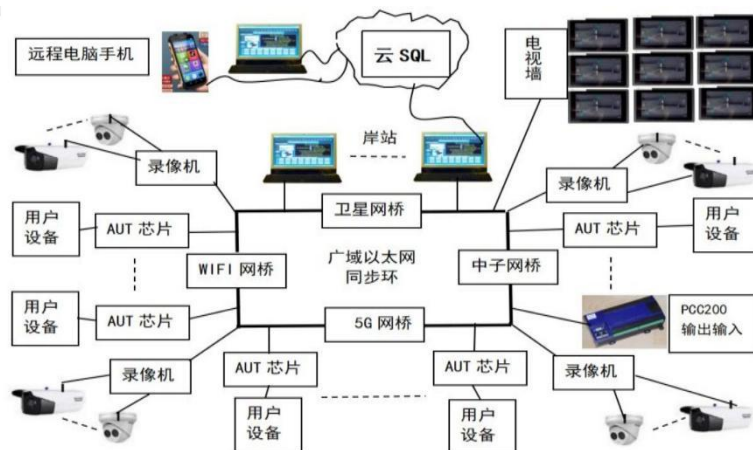 远程电脑手机
云 SQL
电视墙
岸站
录像机
录像机
卫星网桥
用户设备
AUT 芯片
AUT 芯片
用户设备
WIFI 网桥
广域以太网
同步环
中子网桥
用户设备
AUT 芯片
5G 网桥
PCC200
输出输入
录像机
AUT 芯片
AUT 芯片
录像机
用户设备
用户设备